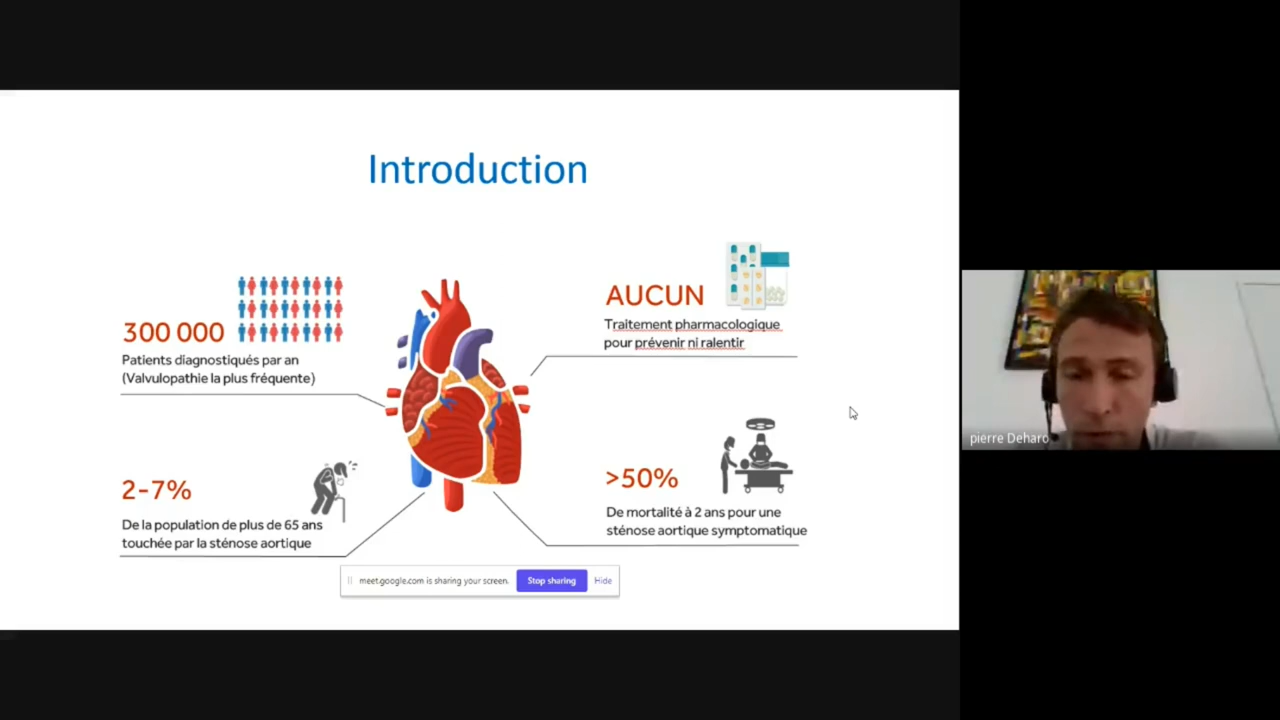 Introduction
300 000
Patients diagnostiqués par an
(Valvulopathie la plus fréquente)
AUCUN
Traitement pharmacologique
pour prévenir ni ralentir
2-7%
De la population de plus de 65 ans
touchée par la sténose aortique
>50%
De mortalité à 2 ans pour une
sténose aortique symptomatique
meet.google.com is sharing your screen. Stop sharing Hide
pierre Deharo